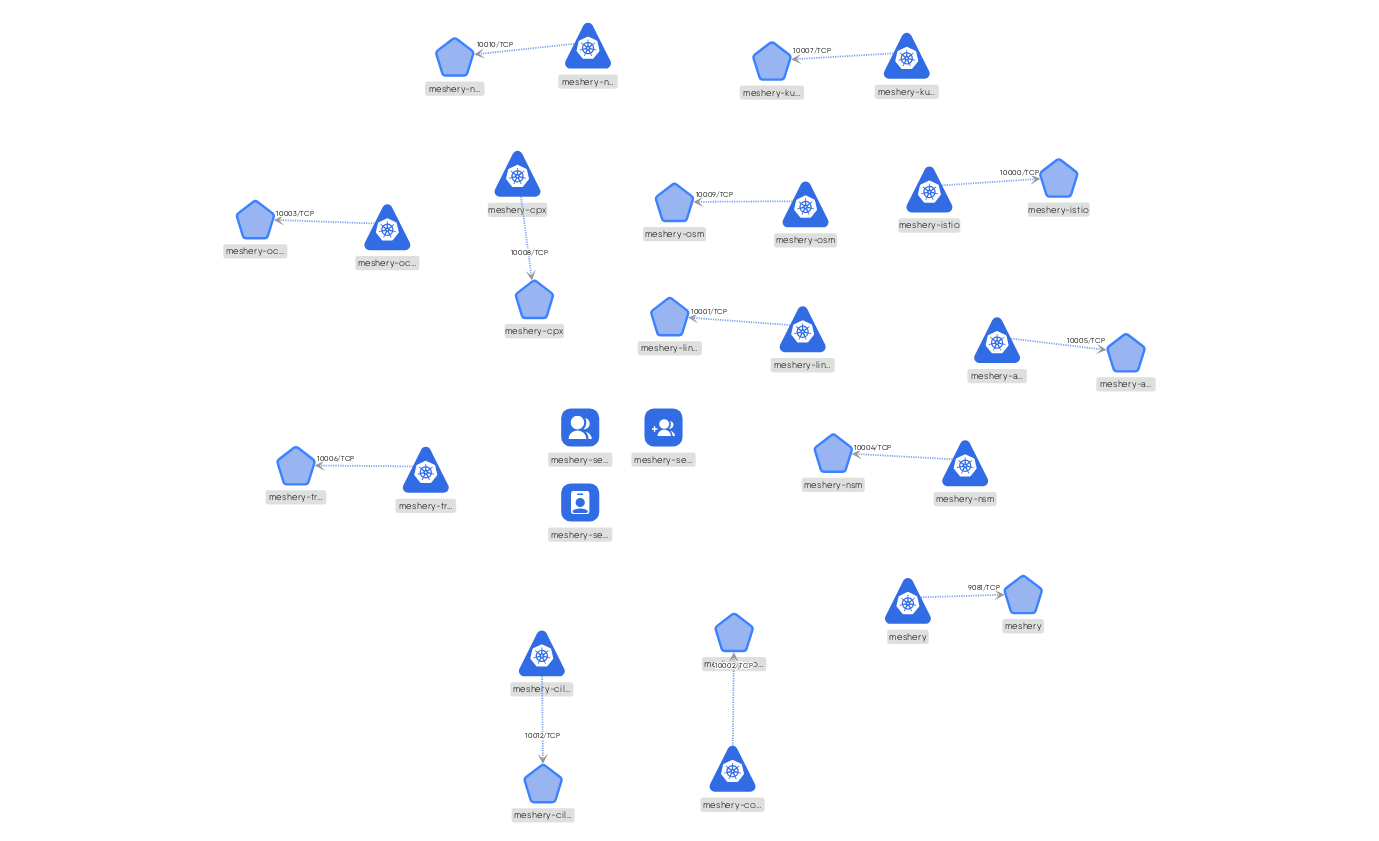 10010/TCP
meshery-n...
meshery-n...
10007/TCP
meshery-ku...
meshery-ku...
meshery-cpx
10008/TCP
meshery-cpx
10009/TCP
meshery-osm
meshery-osm
10000/TCP
meshery-istio
meshery-istio
10003/TCP
meshery-oc...
meshery-oc...
10001/TCP
meshery-lin...
meshery-lin...
10005/TCP
meshery-a...
meshery-a...
meshery-se...
meshery-se...
meshery-se...
10006/TCP
meshery-tr...
meshery-tr...
10004/TCP
meshery-nsm
meshery-nsm
9081/TCP
meshery
meshery
meshery-cil...
10012/TCP
meshery-cil...
10002/TCP
meshery-co...